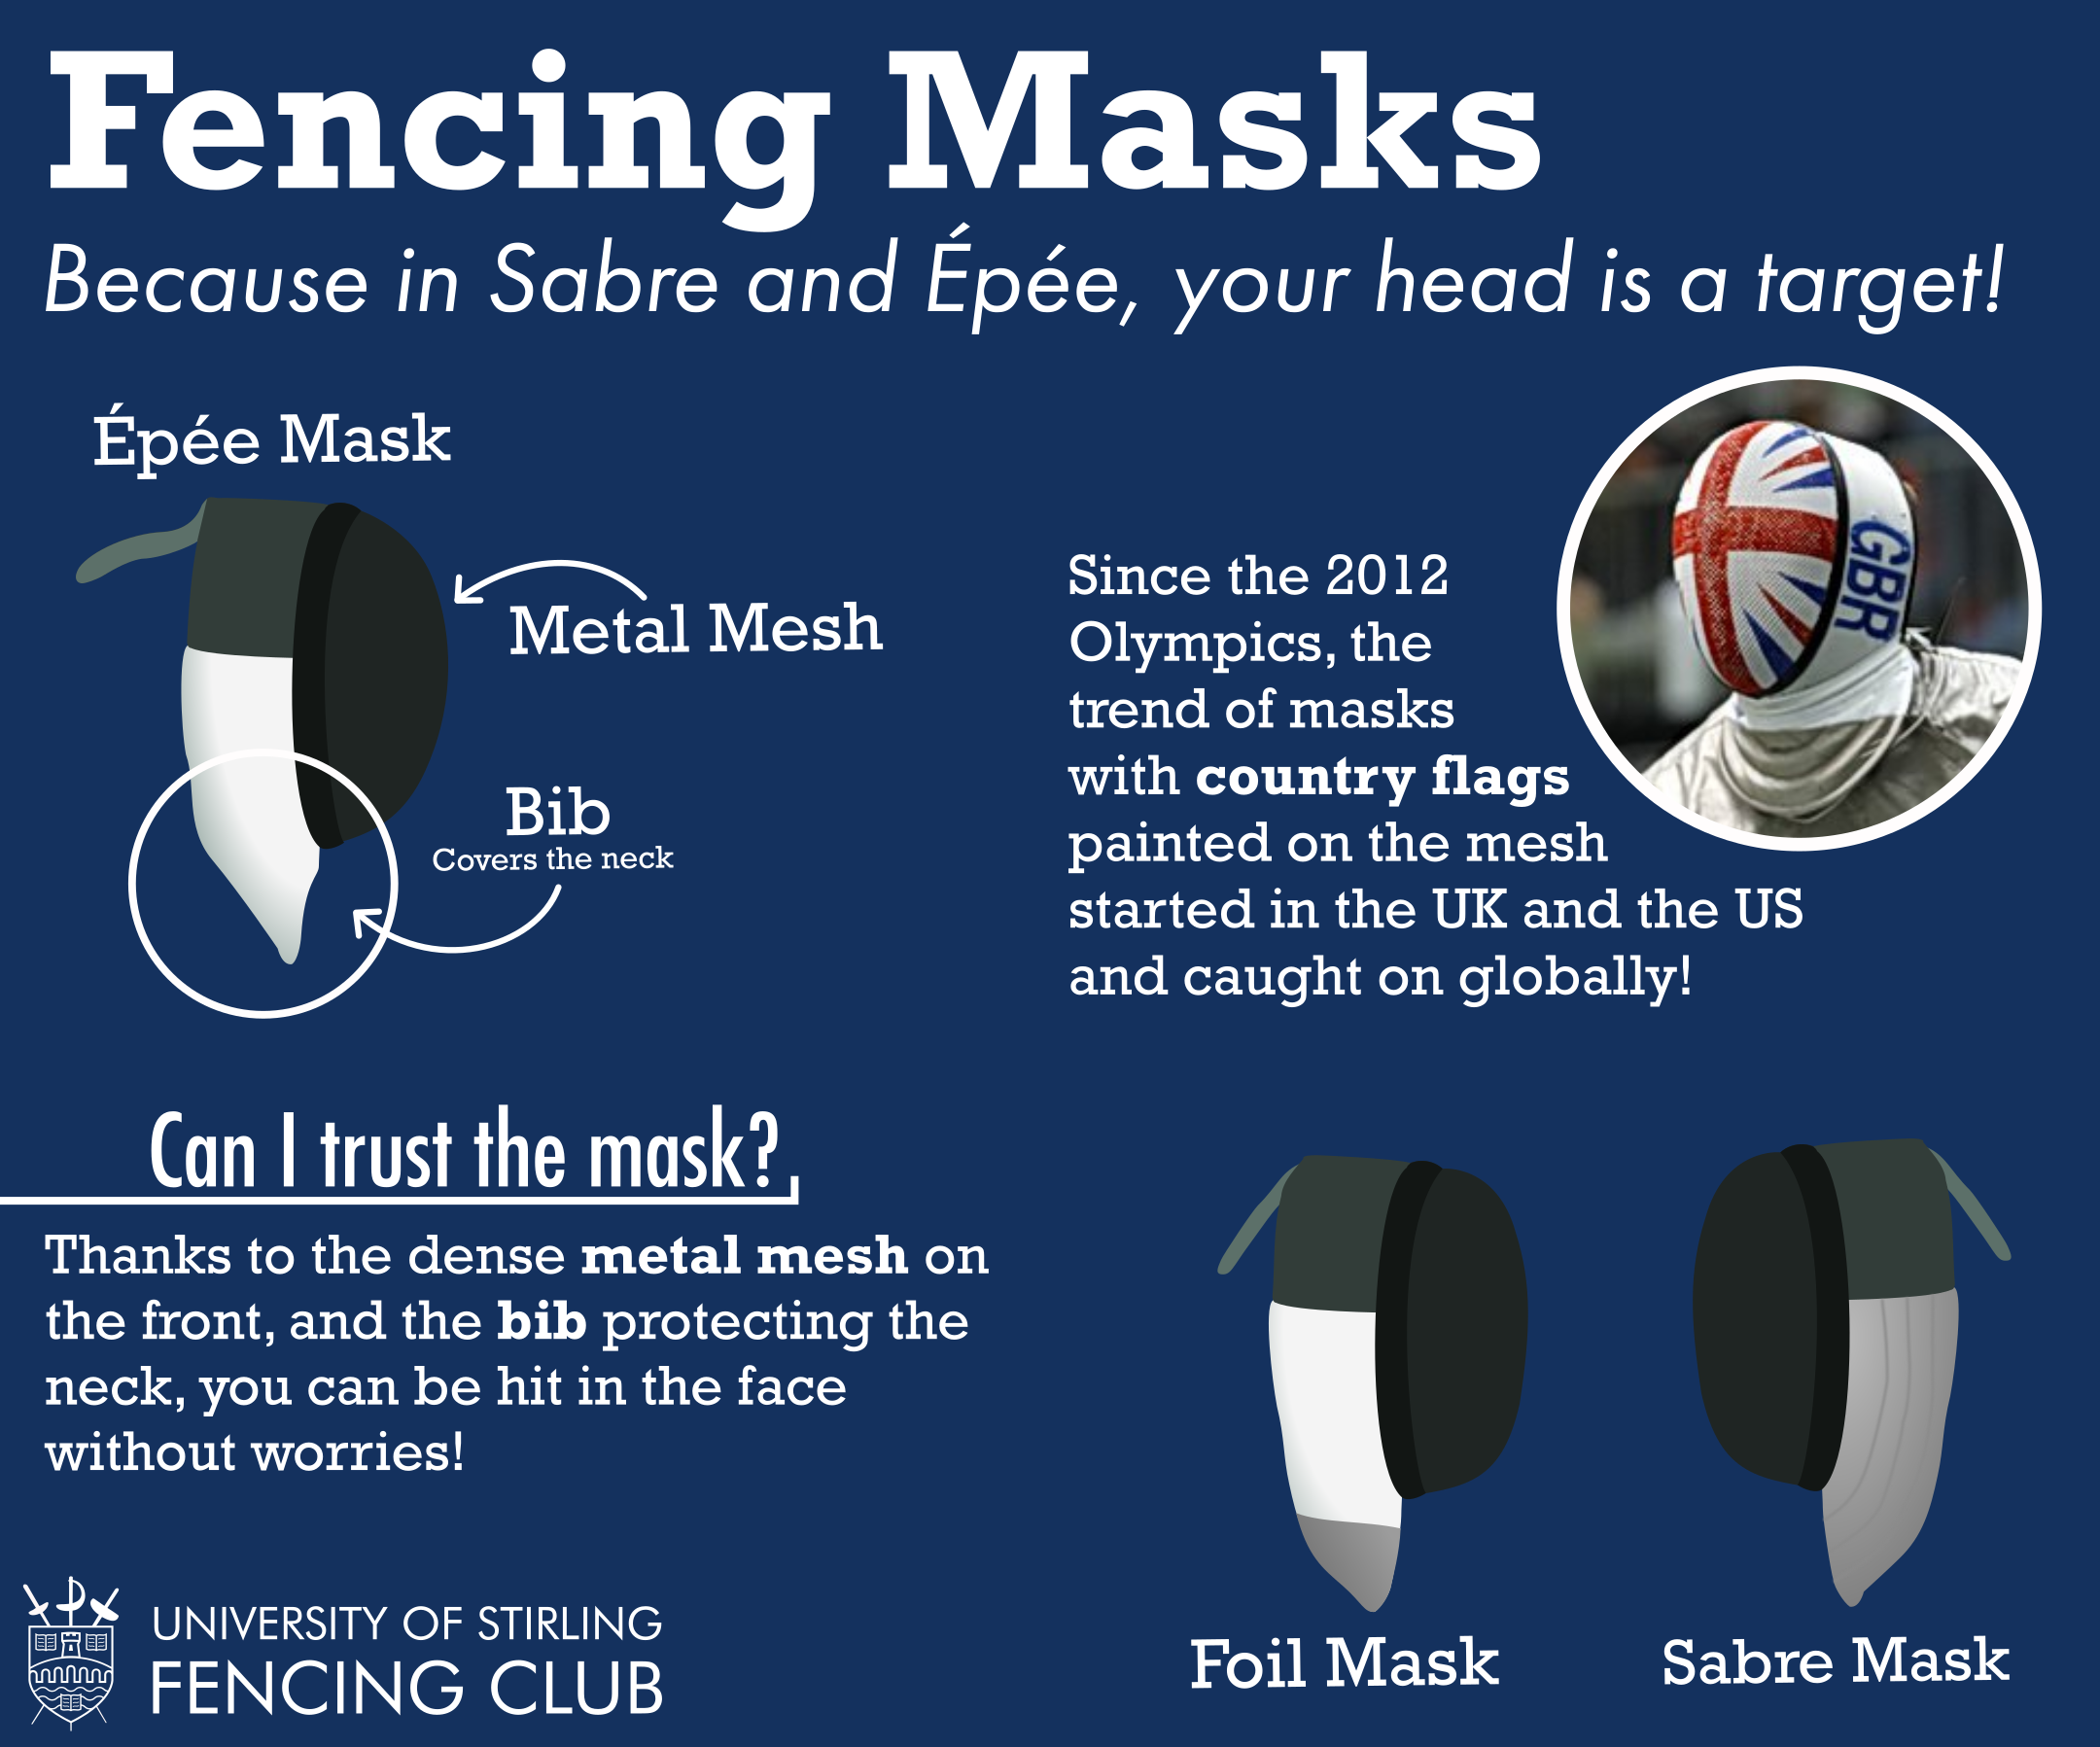 Fencing Masks
Because in Sabre and Épée, your head is a target!
Épée Mask
Metal Mesh
Bib
Covers the neck
Since the 2012
Olympics, the
trend of masks
with country flags
painted on the mesh
started in the UK and the US
and caught on globally!
GBR
Can I trust the mask?
Thanks to the dense metal mesh on
the front, and the bib protecting the
neck, you can be hit in the face
without worries!
Foil Mask
Sabre Mask
UNIVERSITY OF STIRLING
FENCING CLUB